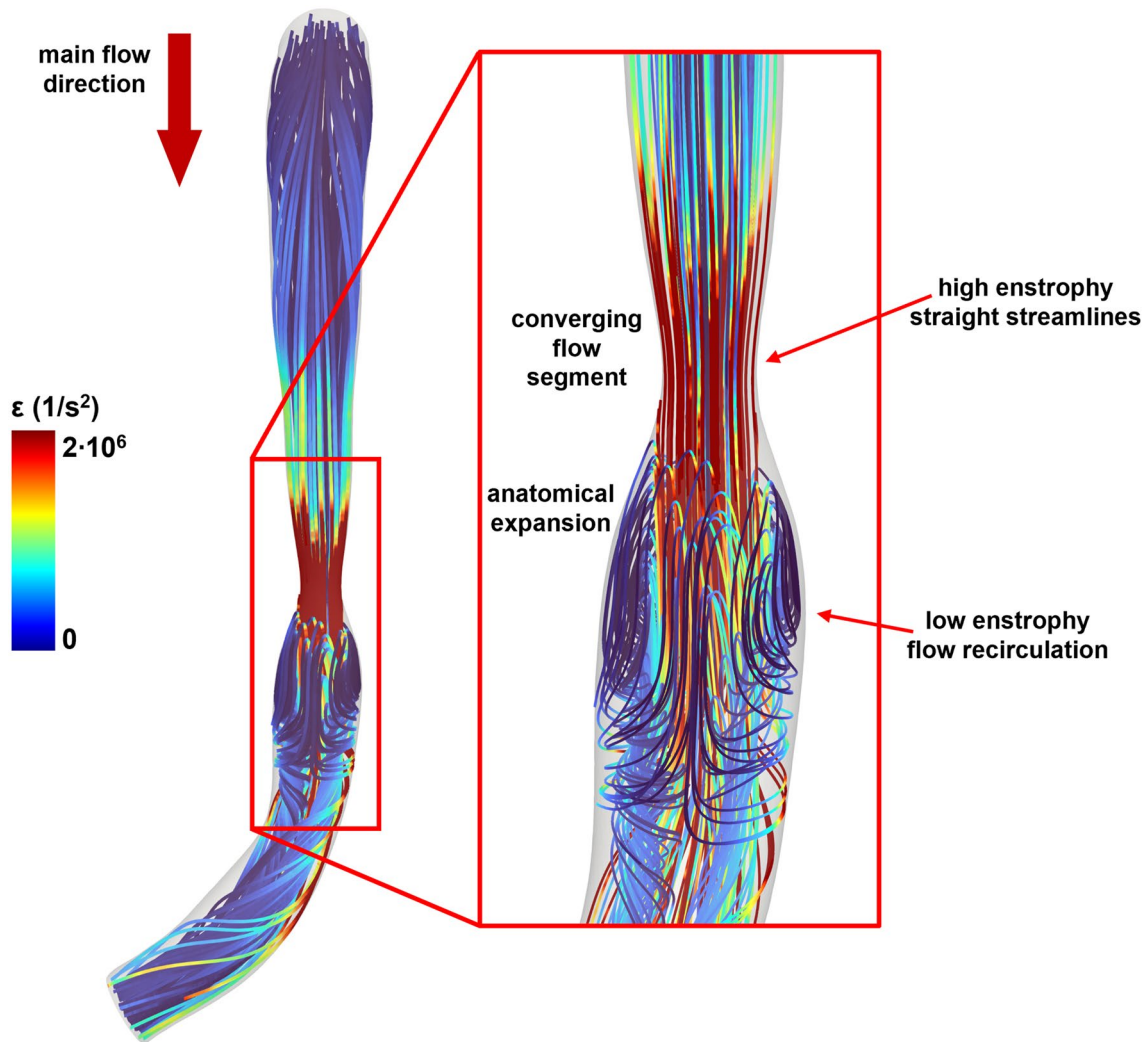 main flow
direction
high enstrophy
straight streamlines
converging
flow
segment
ε (1/s²)
2·10⁶
0
anatomical
expansion
low enstrophy
flow recirculation